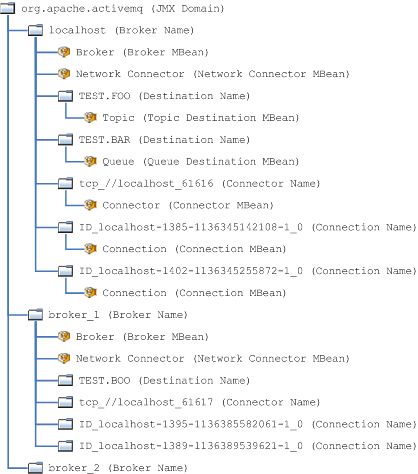 org.apache.activemq (JMX Domain)
localhost (Broker Name)
Broker (Broker MBean)
Network Connector (Network Connector MBean)
TEST.FOO (Destination Name)
Topic (Topic Destination MBean)
TEST.BAR (Destination Name)
Queue (Queue Destination MBean)
tcp_//localhost_61616 (Connector Name)
Connector (Connector MBean)
ID_localhost-1385-1136345142108-1_0 (Connection Name)
Connection (Connection MBean)
ID_localhost-1402-1136345255872-1_0 (Connection Name)
Connection (Connection MBean)
broker_1 (Broker Name)
Broker (Broker MBean)
Network Connector (Network Connector MBean)
TEST.BOO (Destination Name)
tcp_//localhost_61617 (Connector Name)
ID_localhost-1395-1136385582061-1_0 (Connection Name)
ID_localhost-1389-1136389539621-1_0 (Connection Name)
broker_2 (Broker Name)